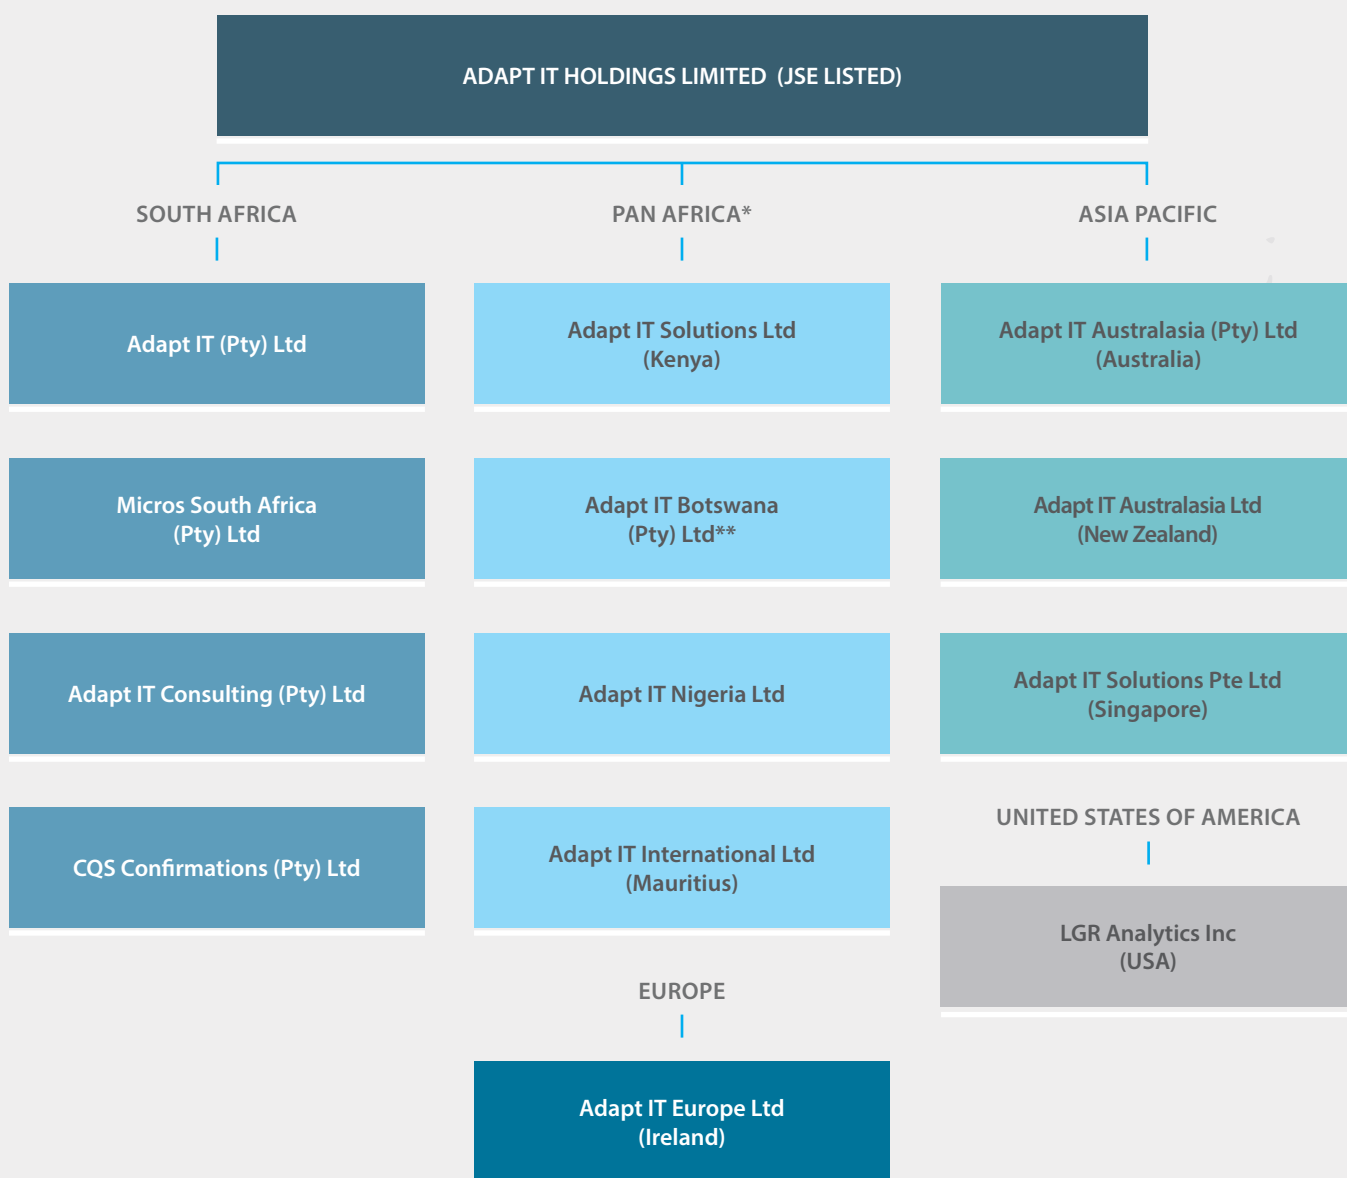 ADAPT IT HOLDINGS LIMITED (JSE LISTED)
SOUTH AFRICA
Adapt IT (Pty) Ltd
Micros South Africa
(Pty) Ltd
Adapt IT Consulting (Pty) Ltd
CQS Confirmations (Pty) Ltd
PAN AFRICA*
Adapt IT Solutions Ltd
(Kenya)
Adapt IT Botswana
(Pty) Ltd**
Adapt IT Nigeria Ltd
Adapt IT International Ltd
(Mauritius)
EUROPE
Adapt IT Europe Ltd
(Ireland)
ASIA PACIFIC
Adapt IT Australasia (Pty) Ltd
(Australia)
Adapt IT Australasia Ltd
(New Zealand)
Adapt IT Solutions Pte Ltd
(Singapore)
UNITED STATES OF AMERICA
LGR Analytics Inc
(USA)